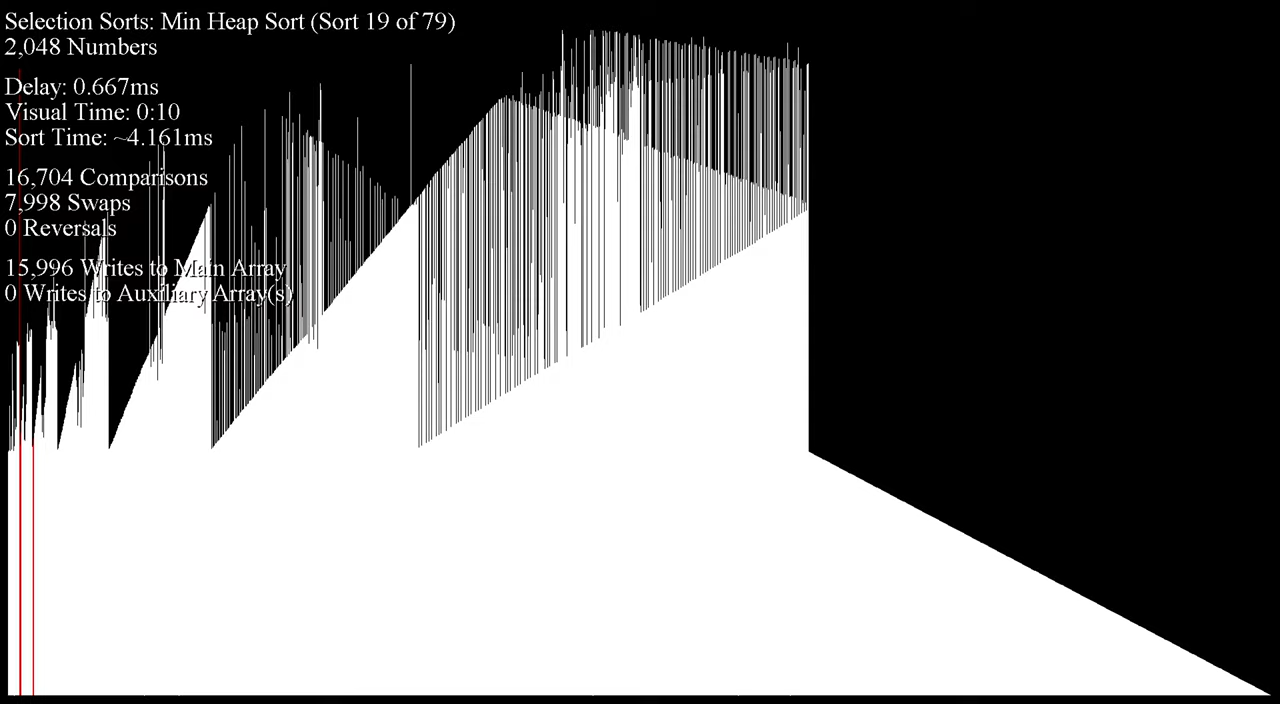 Selection Sorts: Min Heap Sort (Sort 19 of 79)
2,048 Numbers
Delay: 0.667ms
Visual Time: 0:10
Sort Time: ~4.161ms
16,704 Comparisons
7,998 Swaps
0 Reversals
15,996 Writes to Main Array
0 Writes to Auxiliary Array(s)